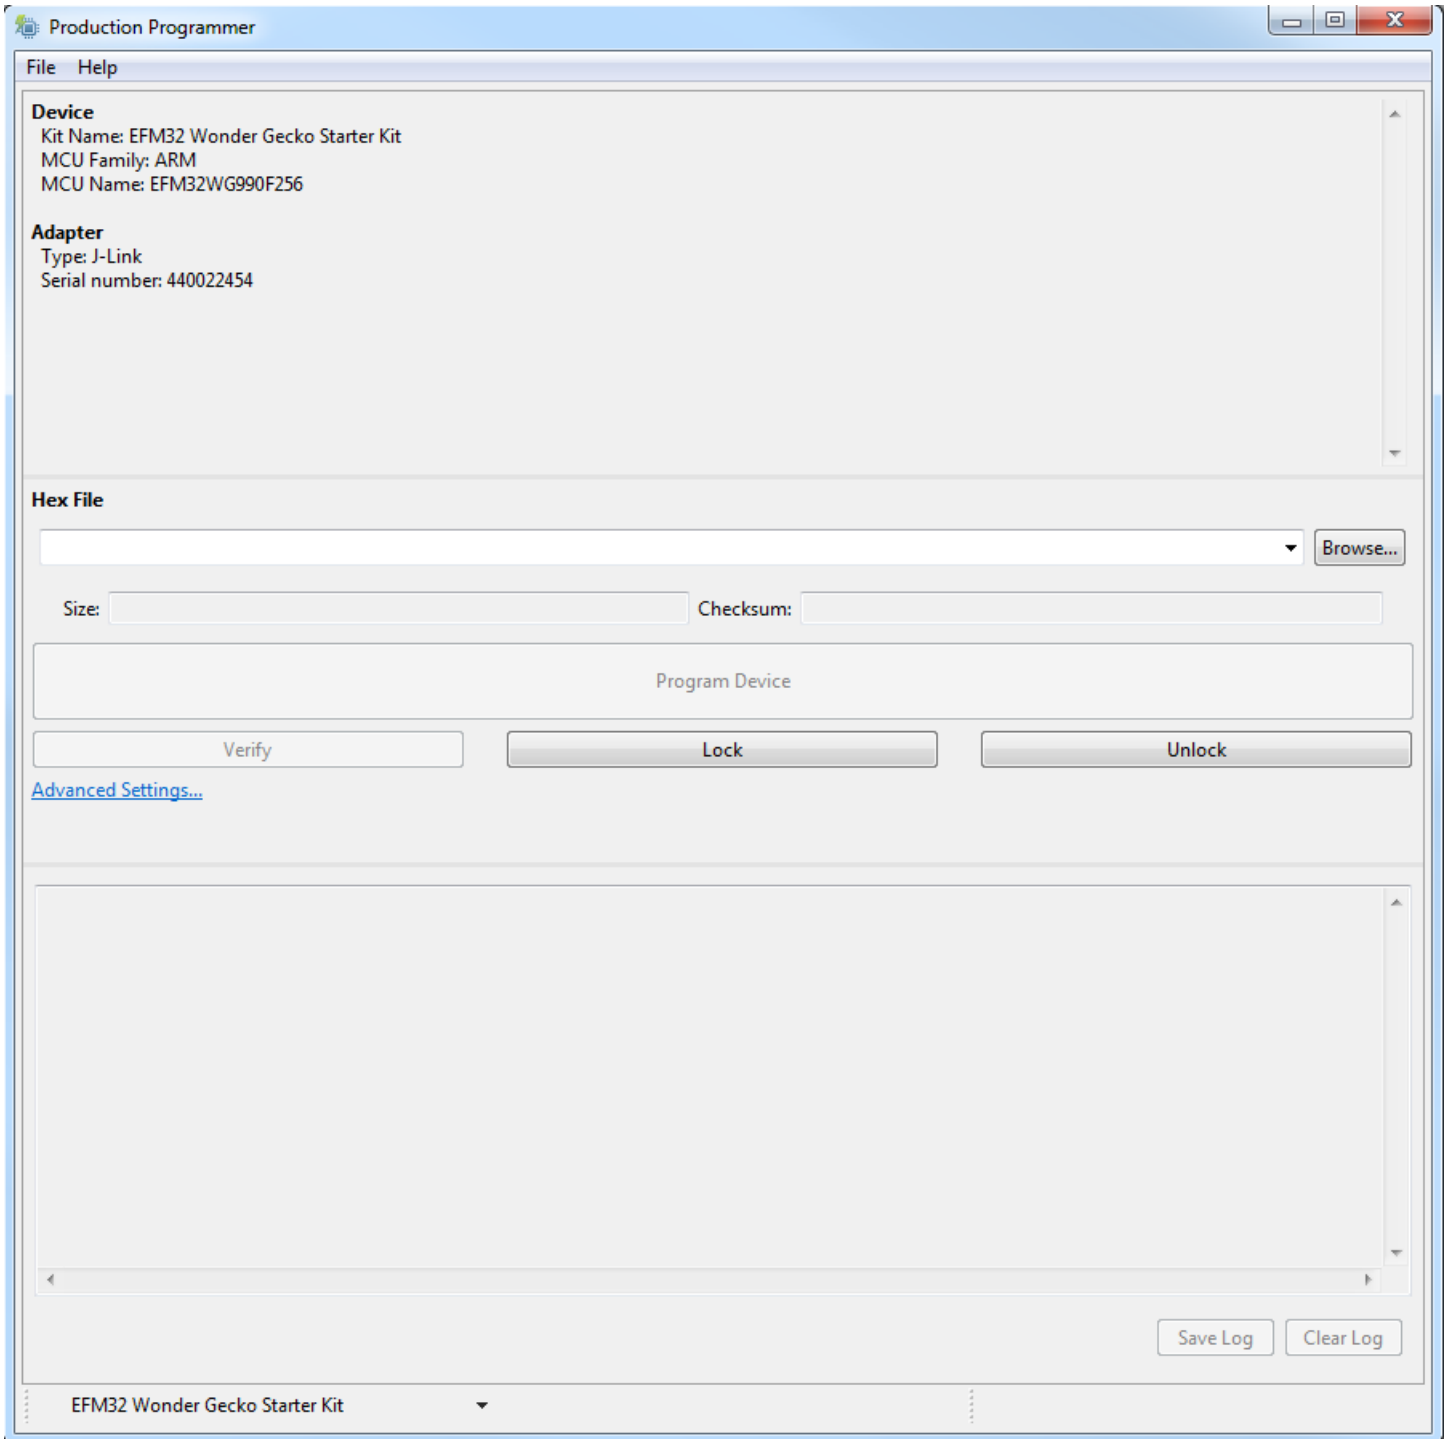 Production Programmer
File Help
Device
Kit Name: EFM32 Wonder Gecko Starter Kit
MCU Family: ARM
MCU Name: EFM32WG990F256
Adapter
Type: J-Link
Serial number: 440022454
Hex File
Browse...
Size: Checksum:
Program Device
Verify Lock Unlock
Advanced Settings...
Save Log Clear Log
EFM32 Wonder Gecko Starter Kit